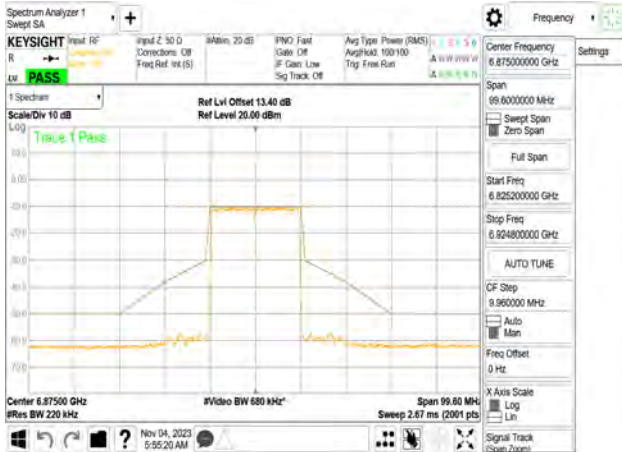 Spectrum Analyzer 1
Swept SA
+
Frequency
KEYSIGHT Input: RF
R
LU PASS
Input Z: 50 Ω
Corrections: Off
Freq Ref: Int (S)
#Atten: 20 dB
PNO: Fast
Gate: Off
IF Gain: Low
Sig Track: Off
Avg Type: Power (RMS)
Avg|Hold: 100/100
Trig: Free Run
1 Spectrum
Scale/Div 10 dB
Ref Lvl Offset 13.40 dB
Ref Level 20.00 dBm
Log
Trace 1 Pass
10.0
0.00
Center 6.87500 GHz
#Res BW 220 kHz
#Video BW 680 kHz*
Span 99.60 MHz
Sweep 2.67 ms (2001 pts
Center Frequency
6.875000000 GHz
Settings
Span
99.6000000 MHz
Swept Span
Zero Span
Full Span
Start Freq
6.825200000 GHz
Stop Freq
6.924800000 GHz
AUTO TUNE
CF Step
9.960000 MHz
Auto
Man
Freq Offset
0 Hz
X Axis Scale
Log
Lin
Signal Track
(Span Zoom)
?
Nov 04, 2023
5:55:20 AM